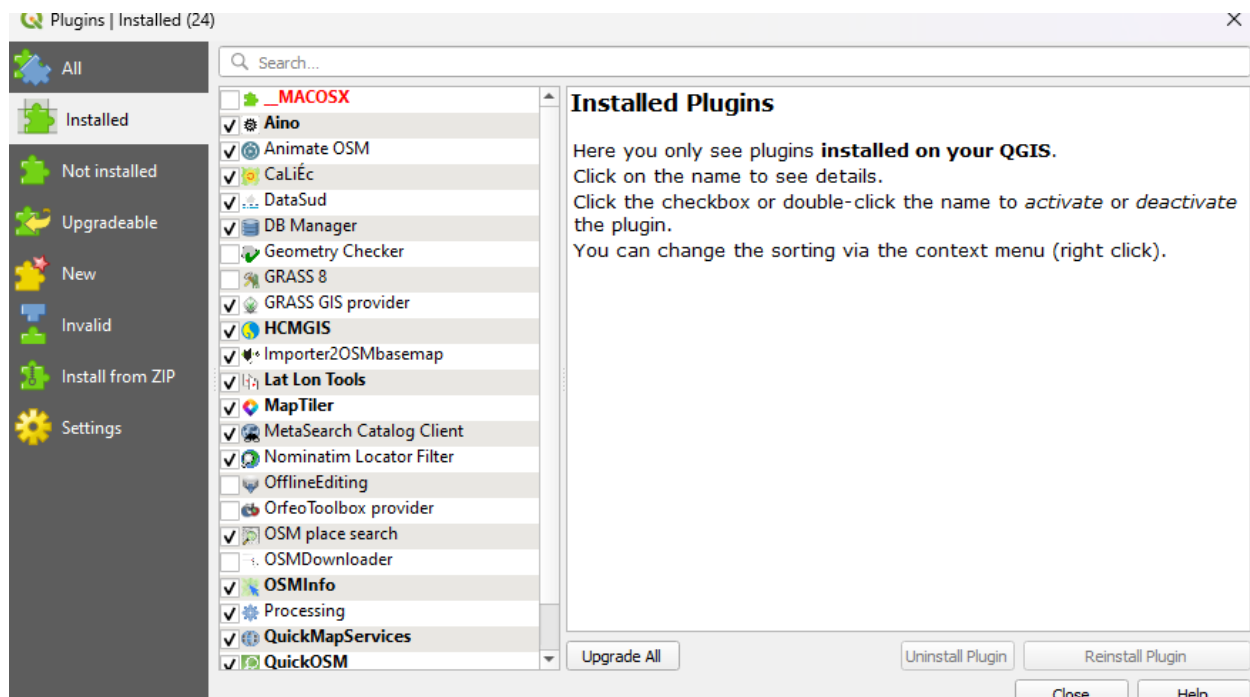 Plugins | Installed (24)
All
Installed
Not installed
Upgradeable
New
Invalid
Install from ZIP
Settings
Search...
__MACOSX
Aino
Animate OSM
CaLiÉc
DataSud
DB Manager
Geometry Checker
GRASS 8
GRASS GIS provider
HCMGIS
Importer2OSMbasemap
Lat Lon Tools
MapTiler
MetaSearch Catalog Client
Nominatim Locator Filter
OfflineEditing
OrfeoToolbox provider
OSM place search
OSMDownloader
OSMInfo
Processing
QuickMapServices
QuickOSM
Installed Plugins
Here you only see plugins installed on your QGIS.
Click on the name to see details.
Click the checkbox or double-click the name to activate or deactivate
the plugin.
You can change the sorting via the context menu (right click).
Upgrade All
Uninstall Plugin
Reinstall Plugin
Close
Help